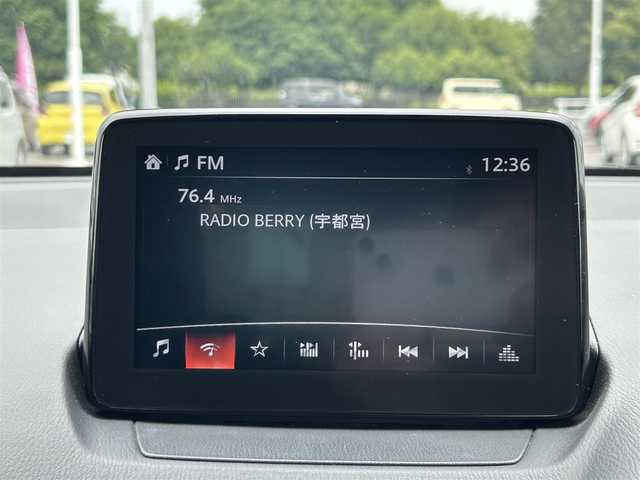 FM 12:36
76.4 MHz
RADIO BERRY (宇都宮)